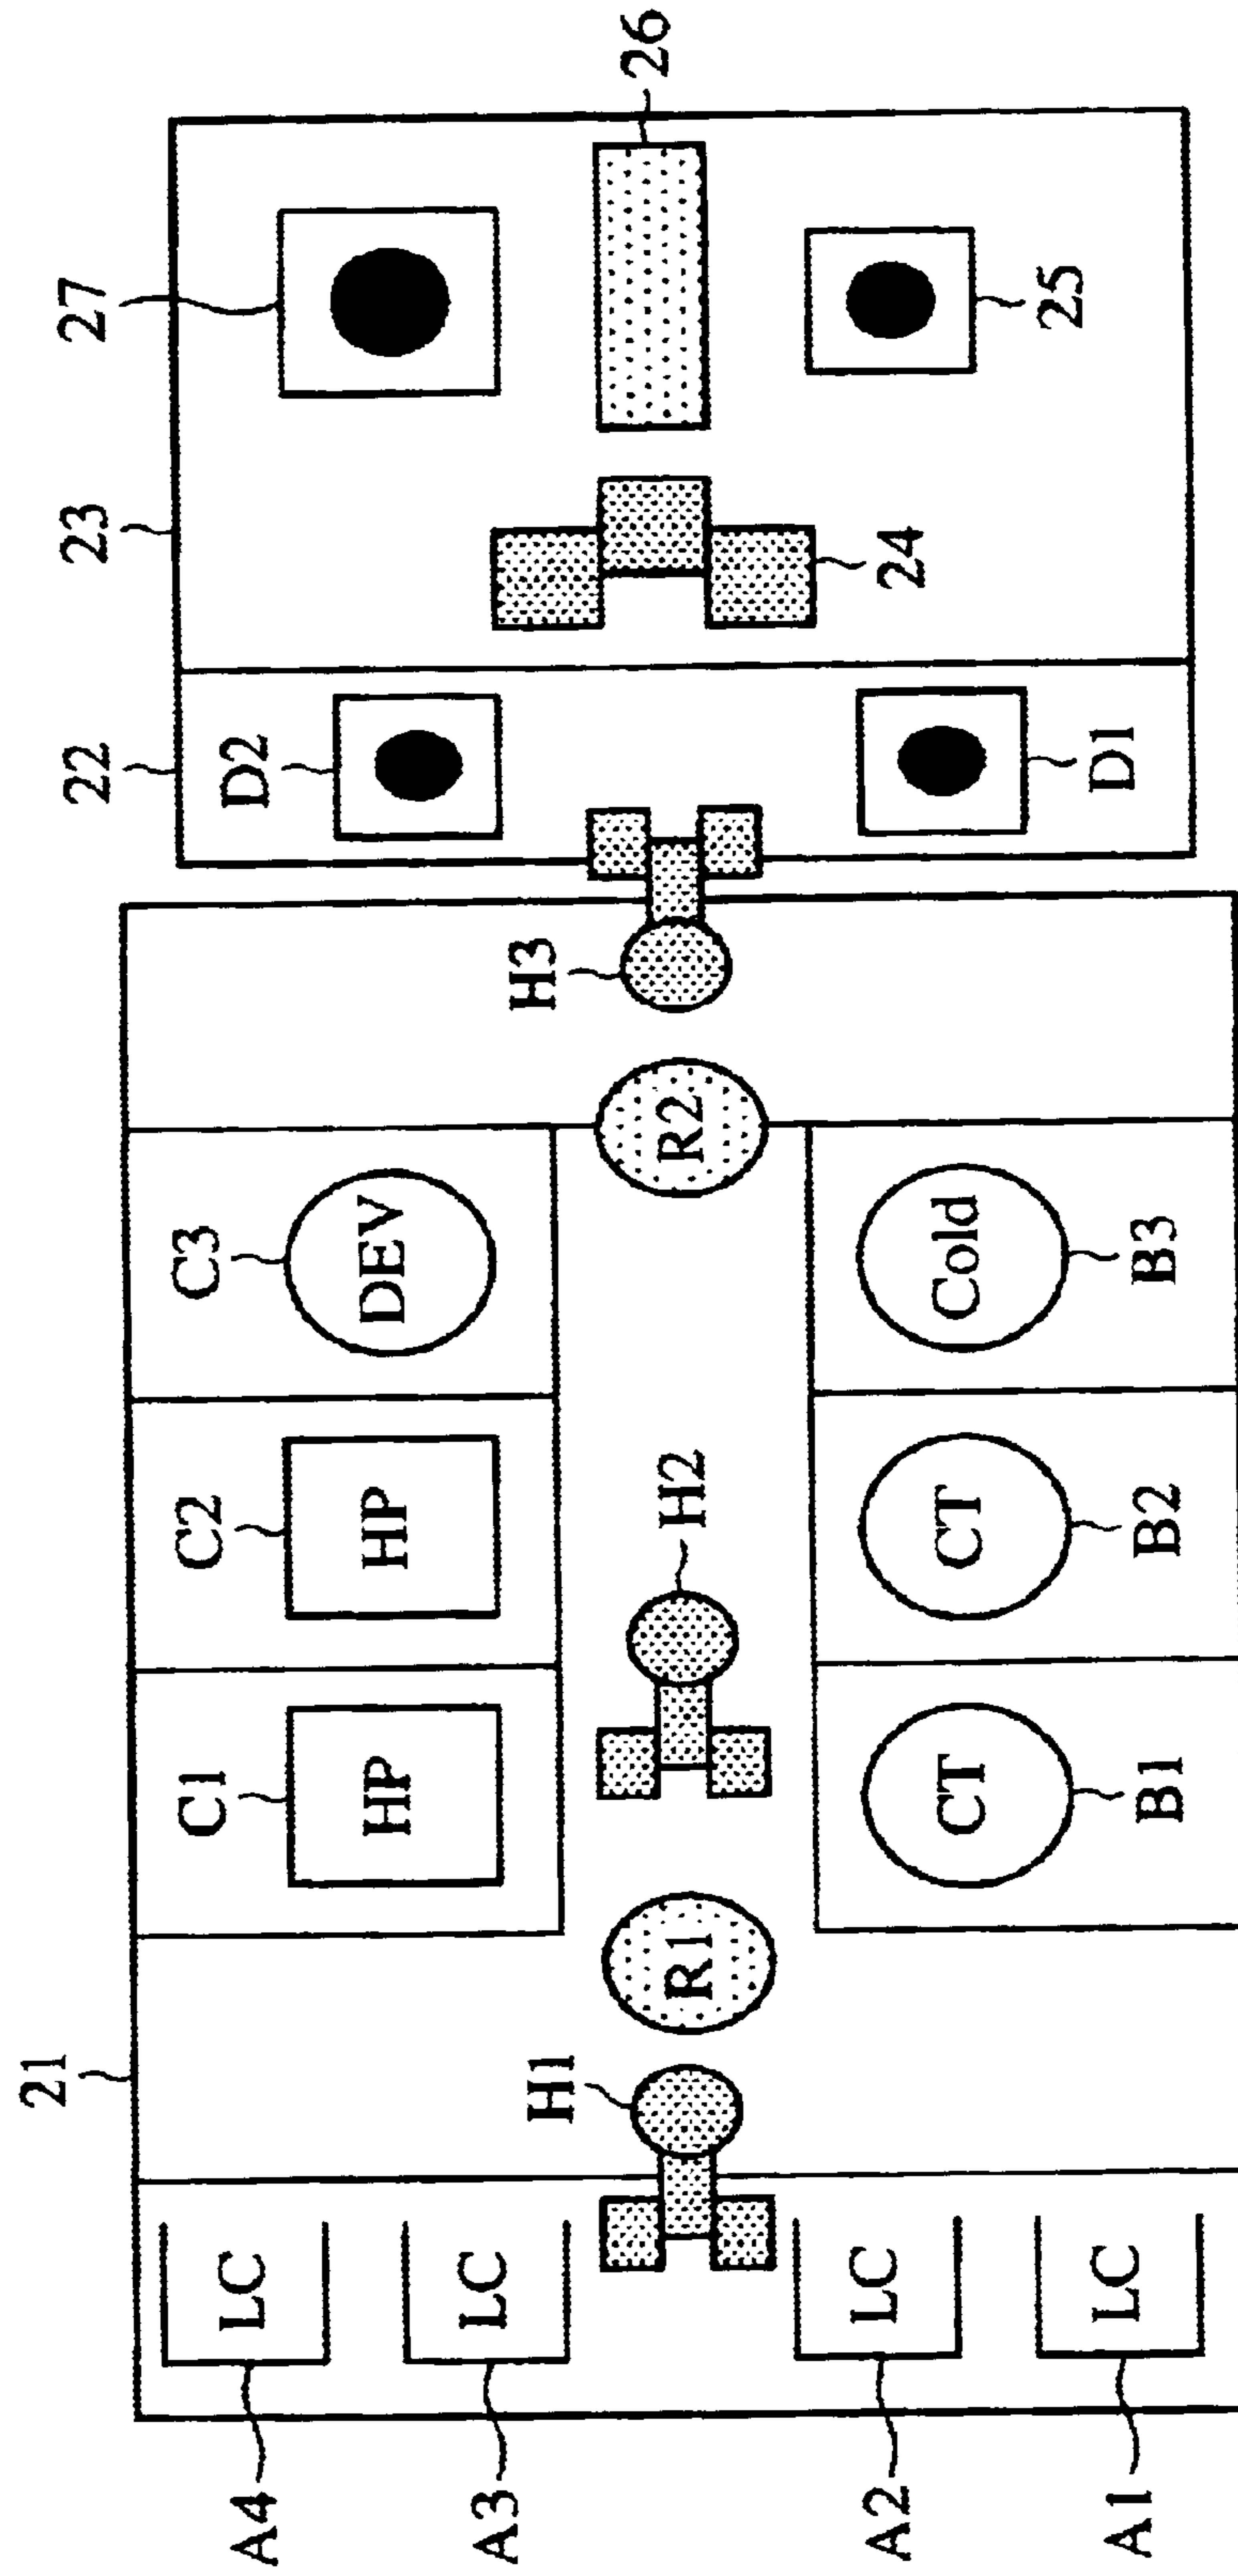 21
22
23
27
C1
C2
C3
D2
HP
HP
DEV
H1
H2
H3
24
26
R1
R2
25
CT
CT
Cold
B1
B2
B3
D1
LC
LC
LC
LC
A4
A3
A2
A1